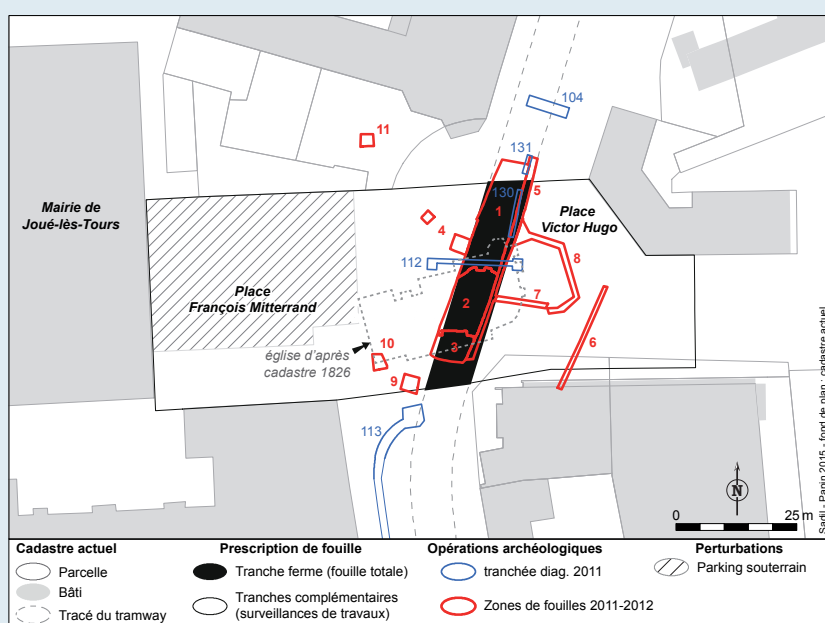 104
11
131
130
5
1
Mairie de
Joué-lès-Tours
Place
Victor Hugo
4
8
112
Place
François Mitterrand
2
7
3
6
église d'après
cadastre 1826
10
9
113
N
0
25 m
Sadil - Papin 2015 - fond de plan : cadastre actuel
Cadastre actuel
Parcelle
Bâti
Tracé du tramway
Prescription de fouille
Tranche ferme (fouille totale)
Tranches complémentaires
(surveillances de travaux)
Opérations archéologiques
tranchée diag. 2011
Zones de fouilles 2011-2012
Perturbations
Parking souterrain